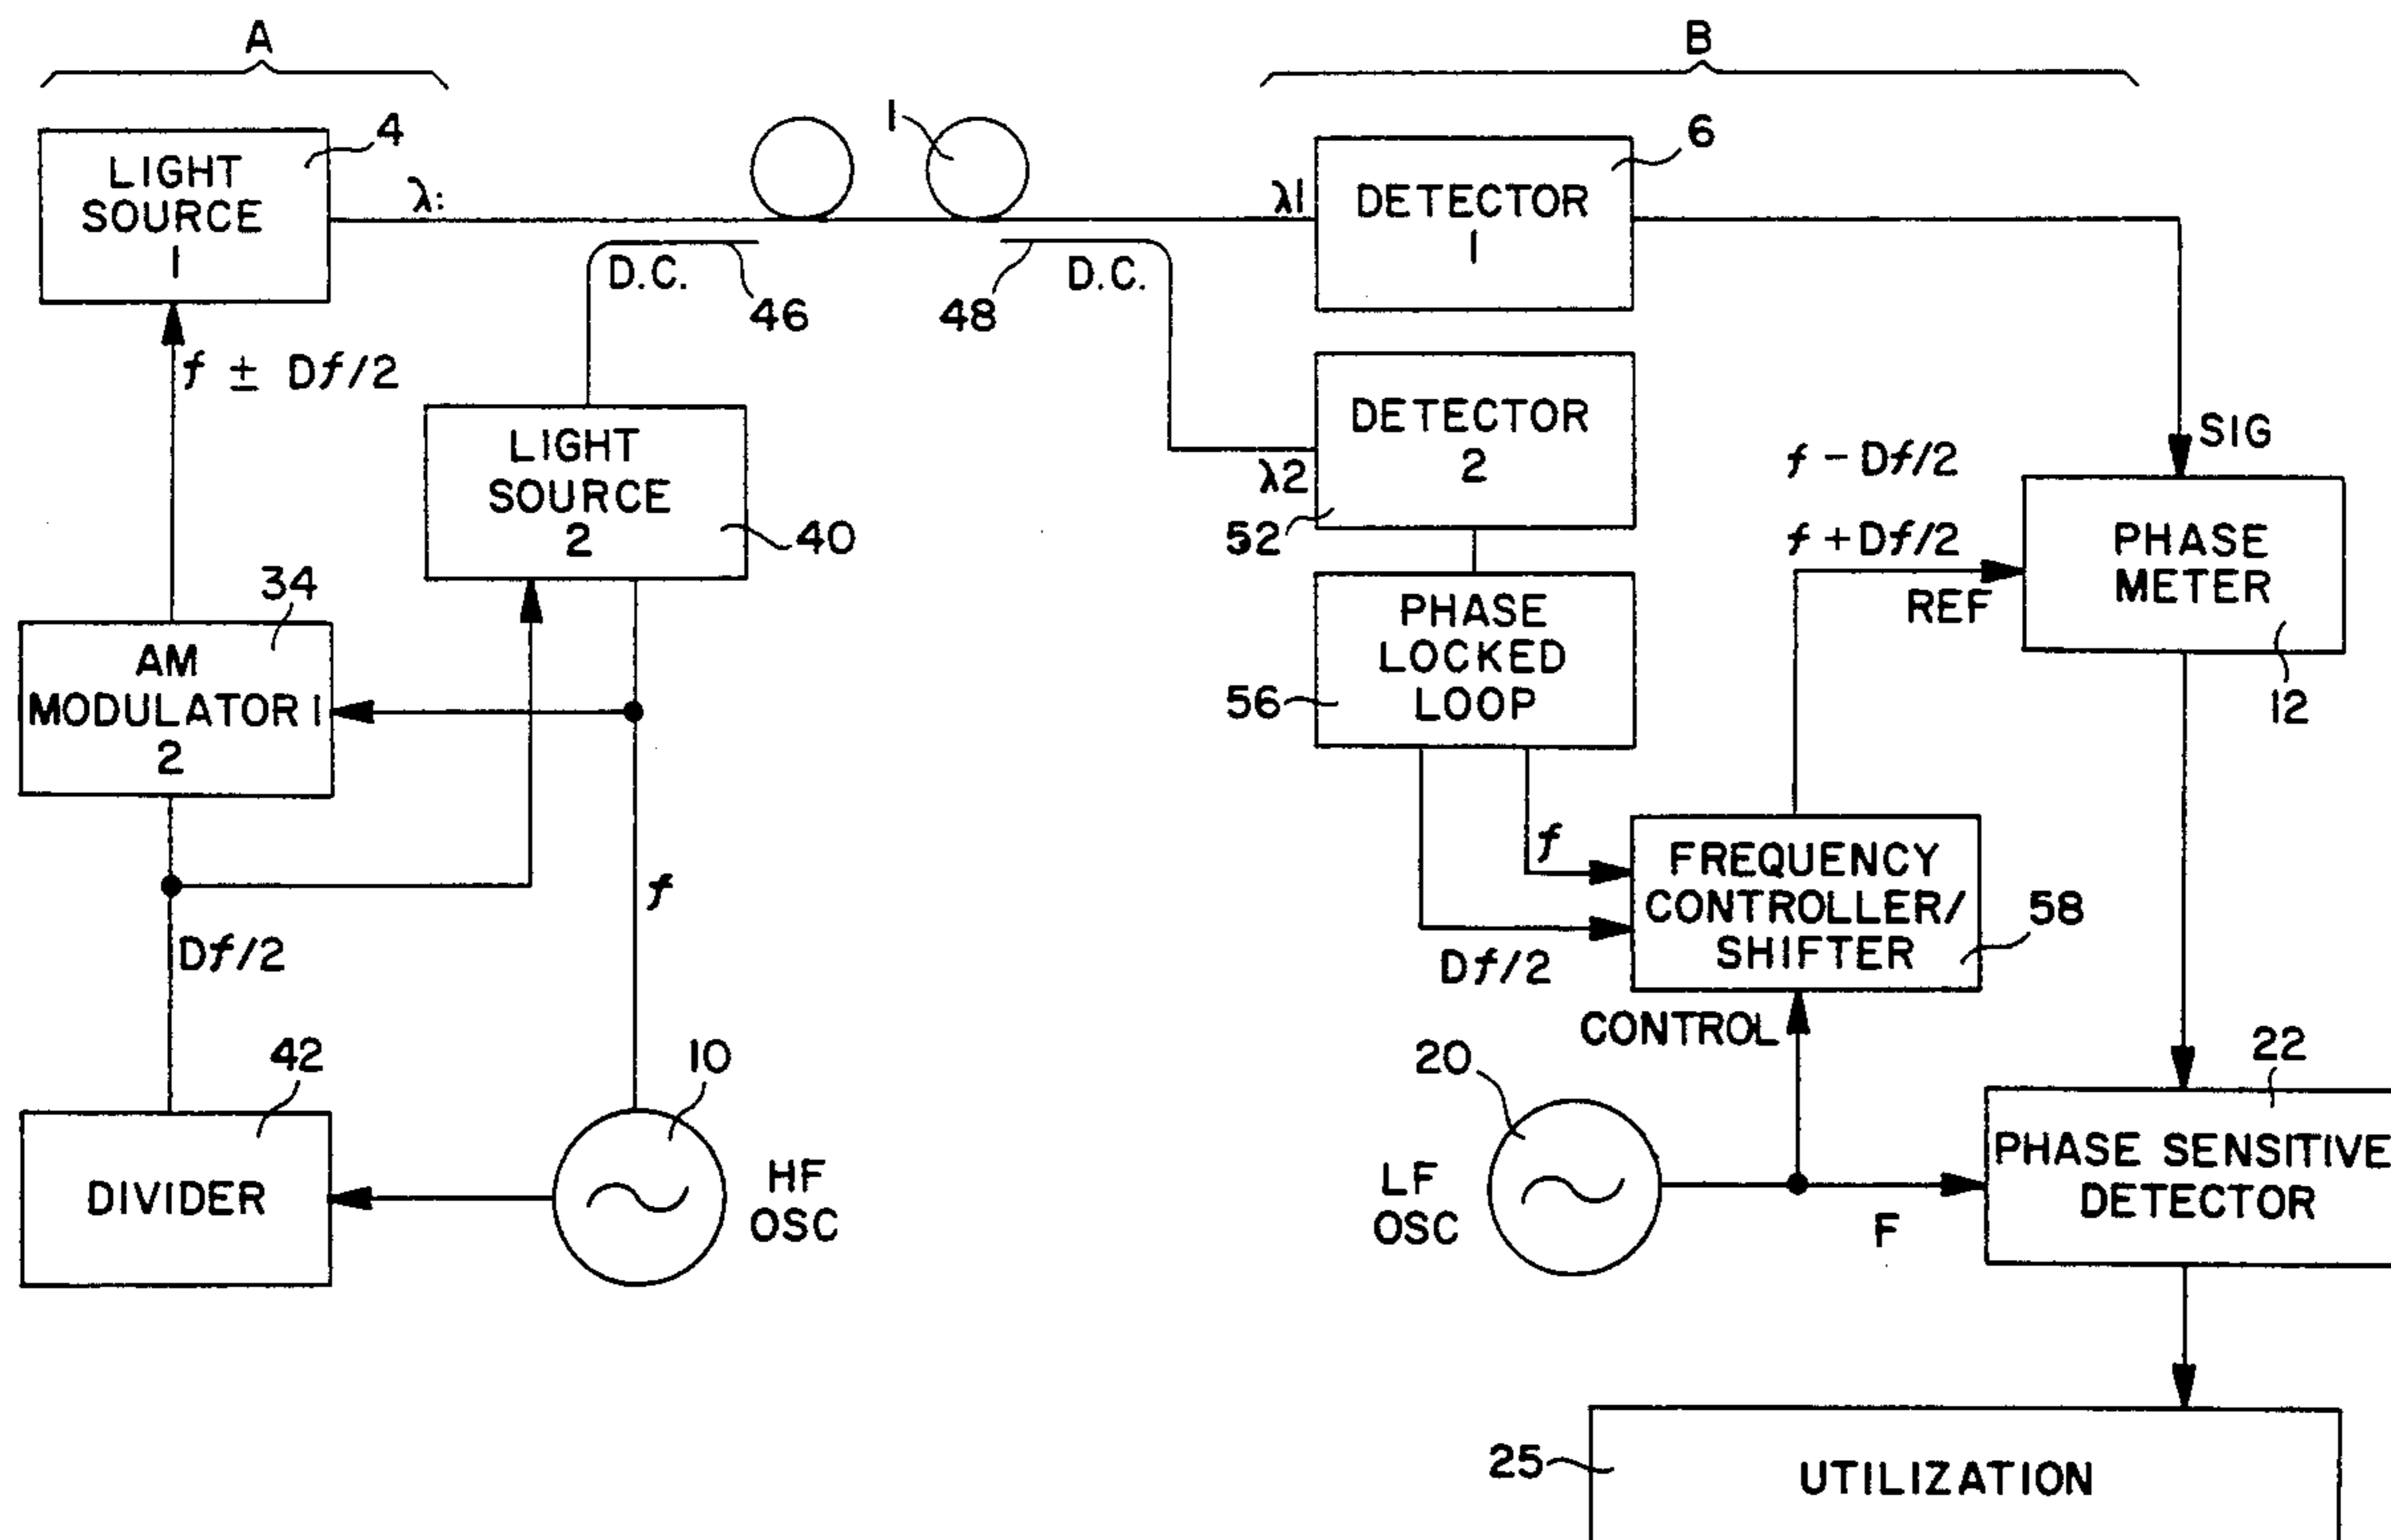 A
B
LIGHT
SOURCE
1
4
λ:
1
λ1
DETECTOR
1
6
D.C.
46
48
D.C.
f ± Df/2
LIGHT
SOURCE
2
40
DETECTOR
2
λ2
52
SIG
f - Df/2
f + Df/2
REF
PHASE
METER
12
34
AM
MODULATOR 1
2
PHASE
LOCKED
LOOP
56
f
Df/2
f
Df/2
FREQUENCY
CONTROLLER/
SHIFTER
58
CONTROL
42
DIVIDER
10
HF
OSC
20
LF
OSC
F
22
PHASE SENSITIVE
DETECTOR
25
UTILIZATION